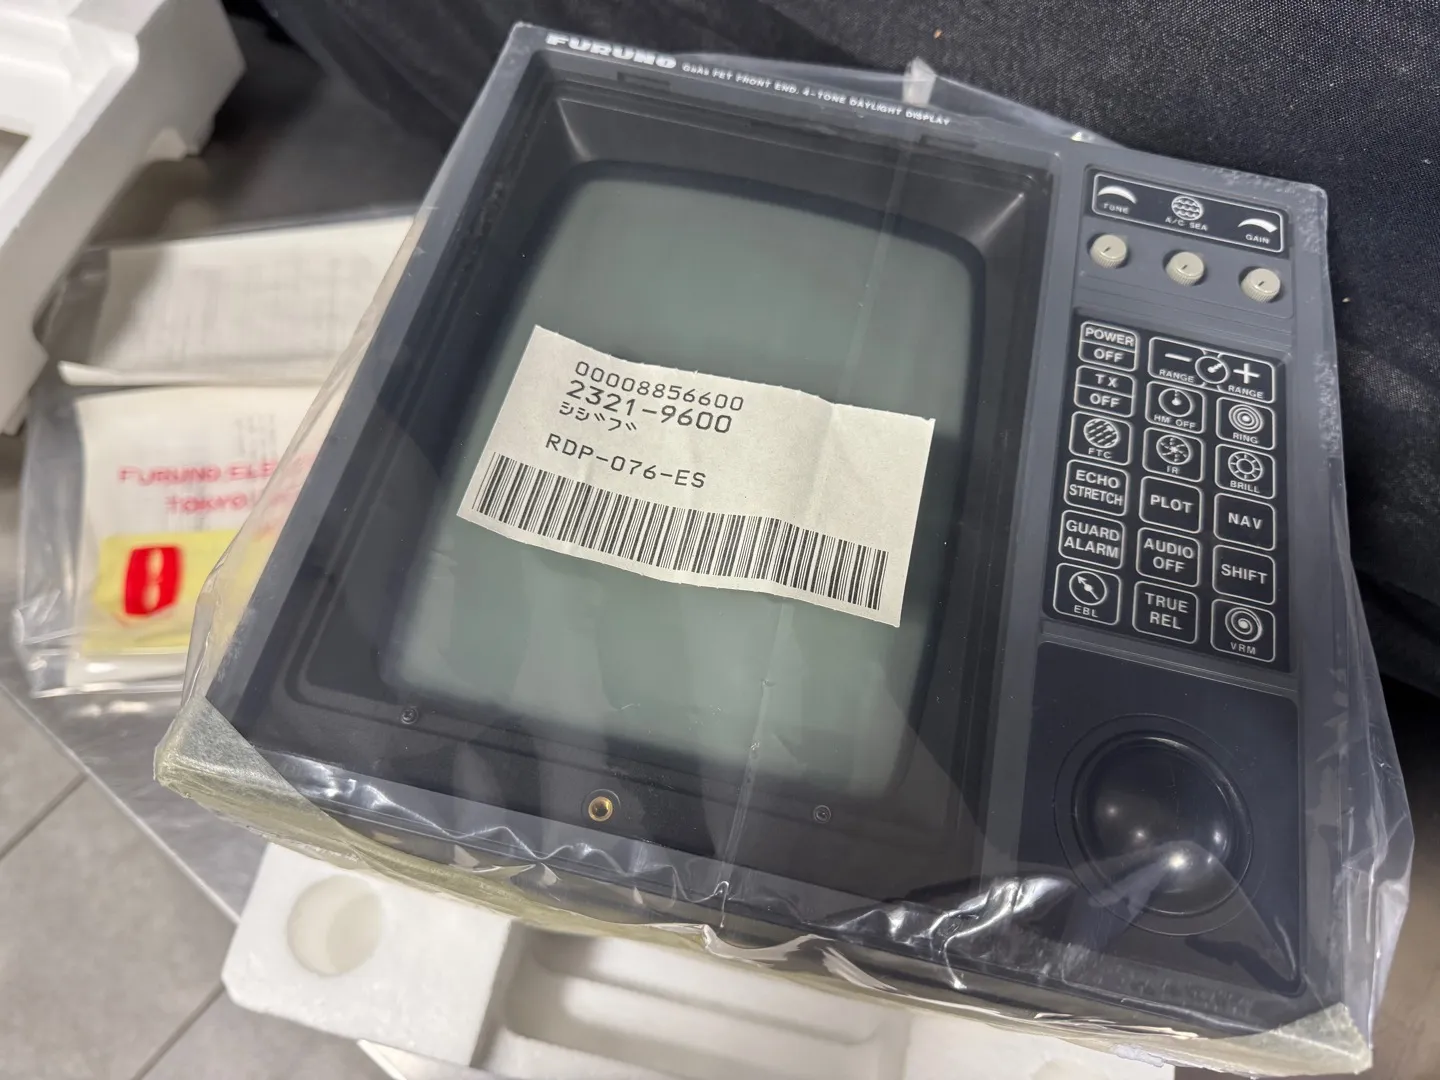 FURUNO GaAs FET FRONT END, 4-TONE DAYLIGHT DISPLAY
TUNE
A/C SEA
GAIN
POWER
OFF
− RANGE
+ RANGE
TX
OFF
HM OFF
RING
FTC
IR
BRILL
ECHO
STRETCH
PLOT
NAV
GUARD
ALARM
AUDIO
OFF
SHIFT
EBL
TRUE
REL
VRM
00008856600
2321-9600
シジブ
RDP-076-ES
FURUNO
TOKYO